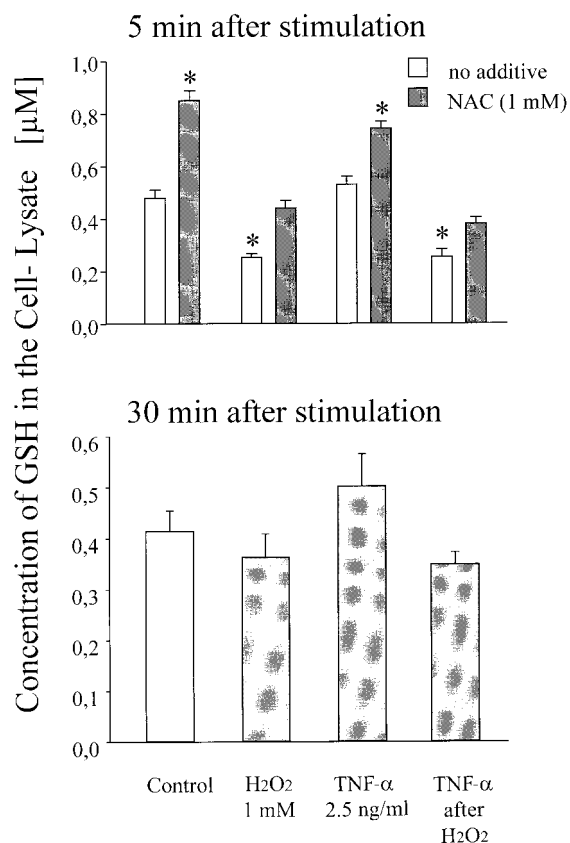 5 min after stimulation
Concentration of GSH in the Cell- Lysate [µM]
no additive
NAC (1 mM)
1,0
0,8
0,6
0,4
0,2
0,0
*
*
*
*
30 min after stimulation
0,6
0,5
0,4
0,3
0,2
0,1
0,0
Control
H2O2
1 mM
TNF-α
2.5 ng/ml
TNF-α
after
H2O2